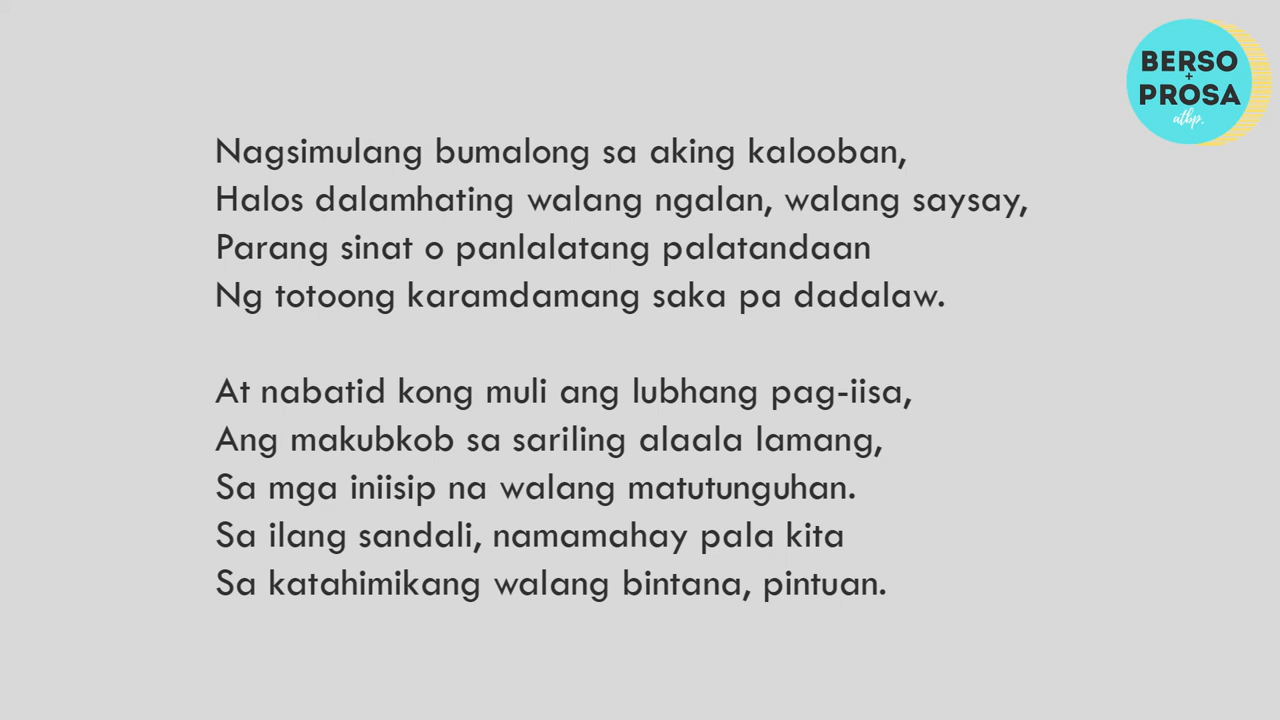 BERSO
+
PROSA
atbp.
Nagsimulang bumalong sa aking kalooban,
Halos dalamhating walang ngalan, walang saysay,
Parang sinat o panlalatang palatandaan
Ng totoong karamdamang saka pa dadalaw.
At nabatid kong muli ang lubhang pag-iisa,
Ang makubkob sa sariling alaala lamang,
Sa mga iniisip na walang matutunguhan.
Sa ilang sandali, namamahay pala kita
Sa katahimikang walang bintana, pintuan.